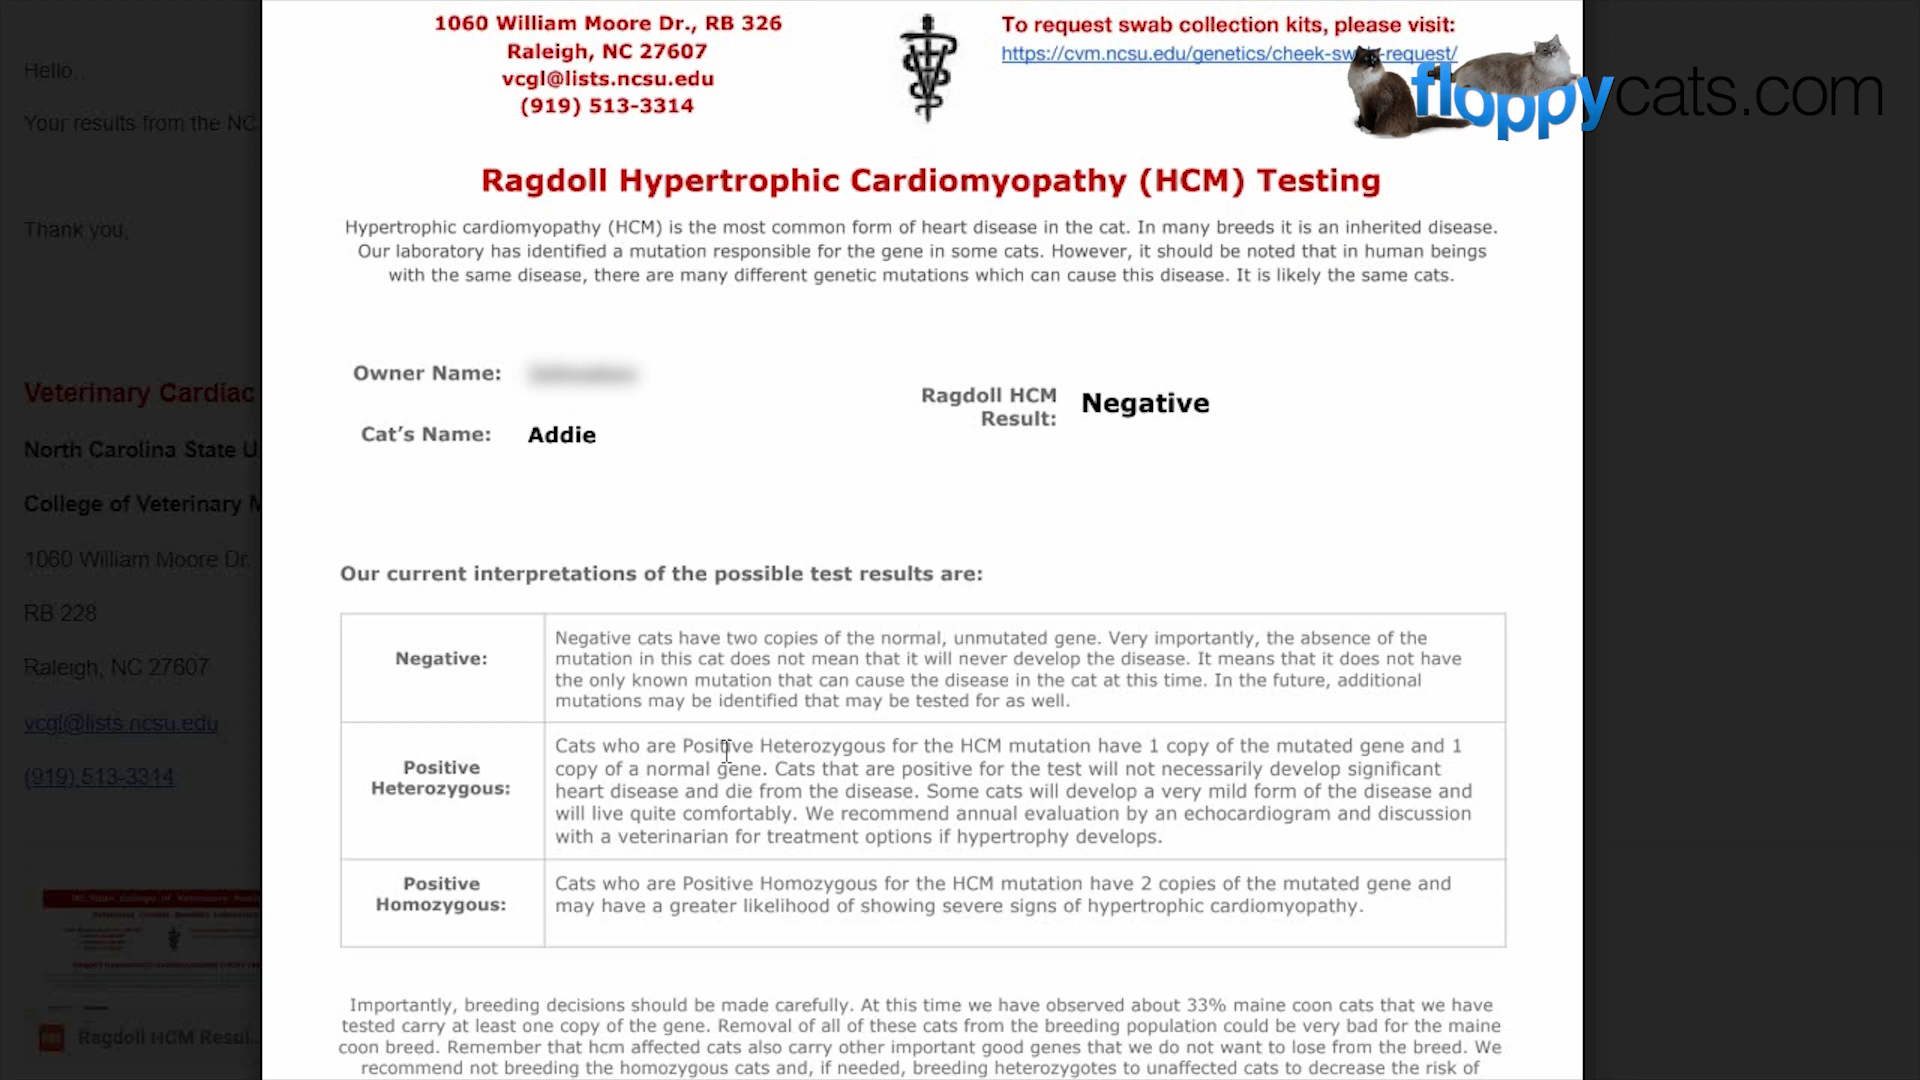 1060 William Moore Dr., RB 326
Raleigh, NC 27607
vcgl@lists.ncsu.edu
(919) 513-3314
To request swab collection kits, please visit:
https://cvm.ncsu.edu/genetics/cheek-swab-request/
floppycats.com
Ragdoll Hypertrophic Cardiomyopathy (HCM) Testing
Hypertrophic cardiomyopathy (HCM) is the most common form of heart disease in the cat. In many breeds it is an inherited disease.
Our laboratory has identified a mutation responsible for the gene in some cats. However, it should be noted that in human beings
with the same disease, there are many different genetic mutations which can cause this disease. It is likely the same cats.
Owner Name:
Cat's Name: Addie
Ragdoll HCM
Result: Negative
Our current interpretations of the possible test results are:
Negative:
Negative cats have two copies of the normal, unmutated gene. Very importantly, the absence of the
mutation in this cat does not mean that it will never develop the disease. It means that it does not have
the only known mutation that can cause the disease in the cat at this time. In the future, additional
mutations may be identified that may be tested for as well.
Positive
Heterozygous:
Cats who are Positive Heterozygous for the HCM mutation have 1 copy of the mutated gene and 1
copy of a normal gene. Cats that are positive for the test will not necessarily develop significant
heart disease and die from the disease. Some cats will develop a very mild form of the disease and
will live quite comfortably. We recommend annual evaluation by an echocardiogram and discussion
with a veterinarian for treatment options if hypertrophy develops.
Positive
Homozygous:
Cats who are Positive Homozygous for the HCM mutation have 2 copies of the mutated gene and
may have a greater likelihood of showing severe signs of hypertrophic cardiomyopathy.
Importantly, breeding decisions should be made carefully. At this time we have observed about 33% maine coon cats that we have
tested carry at least one copy of the gene. Removal of all of these cats from the breeding population could be very bad for the maine
coon breed. Remember that hcm affected cats also carry other important good genes that we do not want to lose from the breed. We
recommend not breeding the homozygous cats and, if needed, breeding heterozygotes to unaffected cats to decrease the risk of
Hello,
Your results from the NC
Thank you,
Veterinary Cardiac
North Carolina State U
College of Veterinary M
1060 William Moore Dr.
RB 228
Raleigh, NC 27607
vcgl@lists.ncsu.edu
(919) 513-3314
Ragdoll HCM Resul...